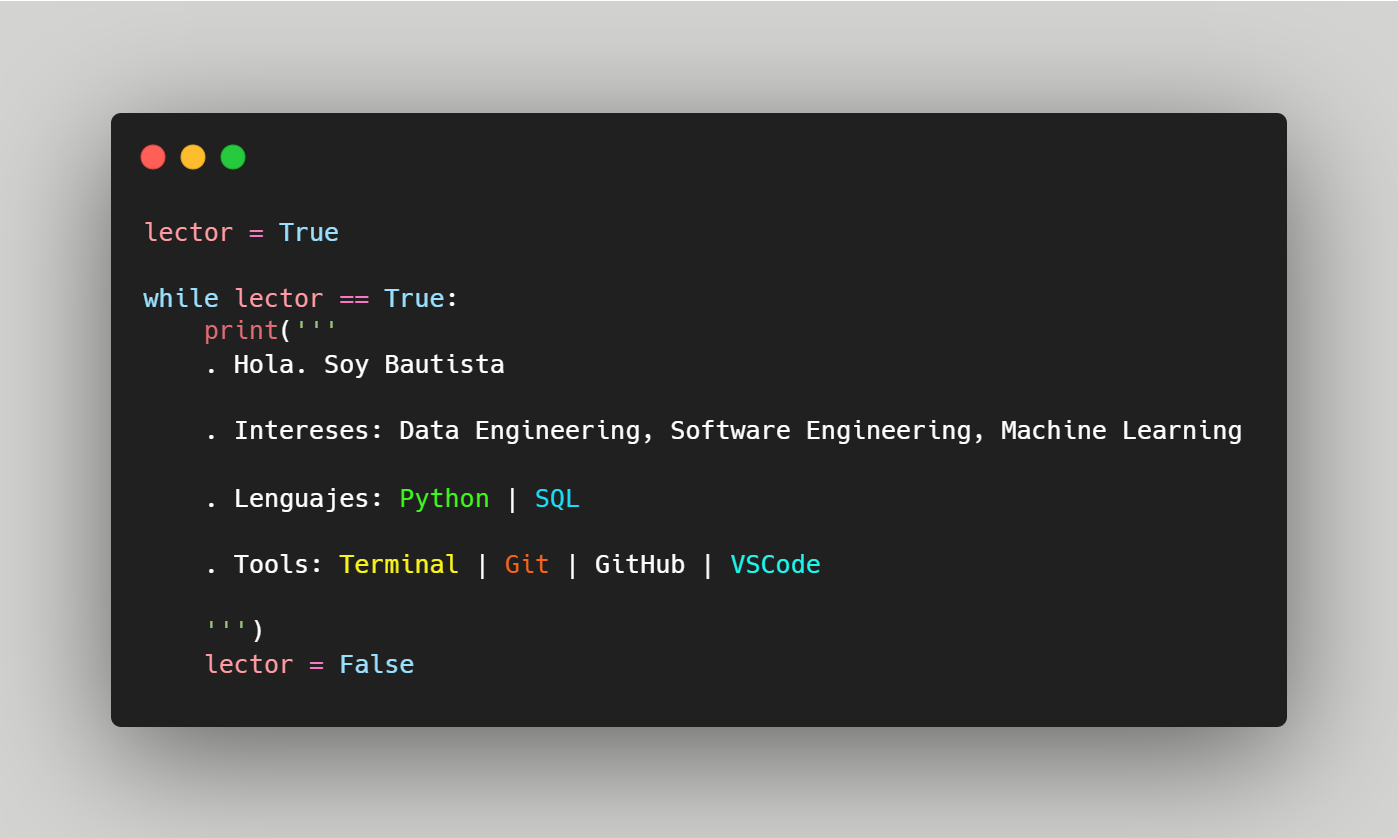 lector = True
while lector == True:
print('''
. Hola. Soy Bautista
. Intereses: Data Engineering, Software Engineering, Machine Learning
. Lenguajes: Python | SQL
. Tools: Terminal | Git | GitHub | VSCode
''')
lector = False